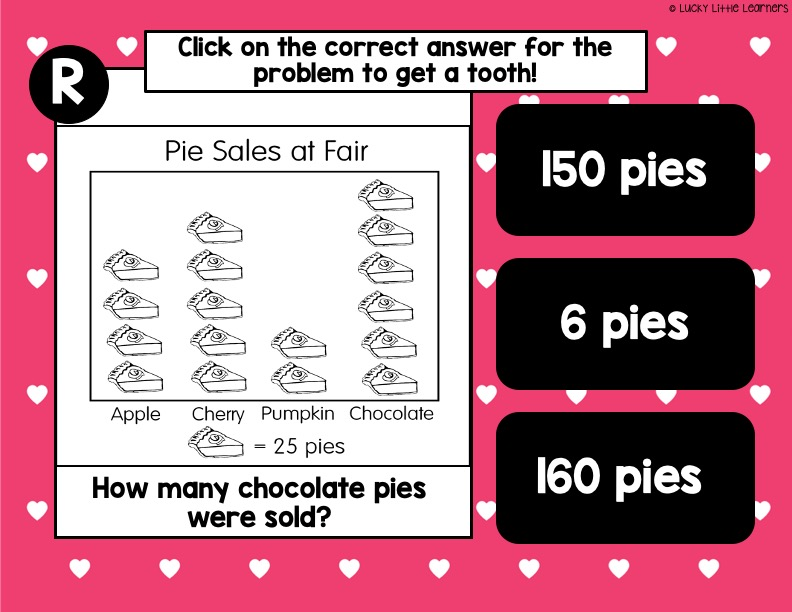 © Lucky Little Learners
Click on the correct answer for the
problem to get a tooth!
R
Pie Sales at Fair
Apple Cherry Pumpkin Chocolate
= 25 pies
How many chocolate pies
were sold?
150 pies
6 pies
160 pies